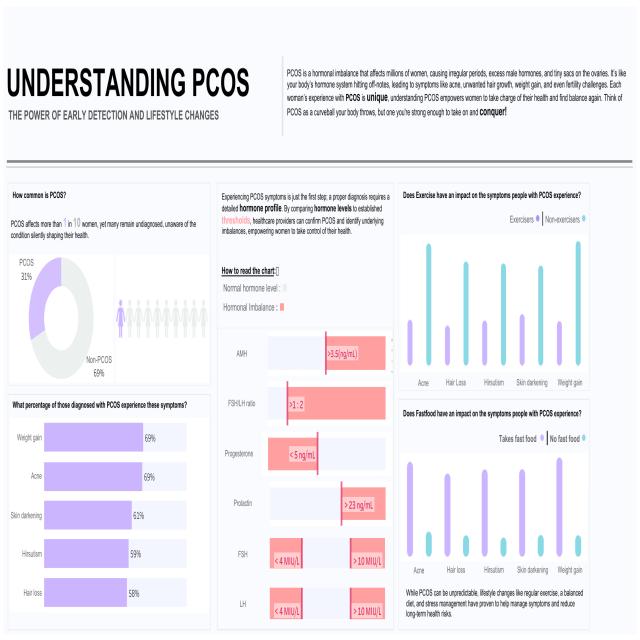 UNDERSTANDING PCOS
THE POWER OF EARLY DETECTION AND LIFESTYLE CHANGES
PCOS is a hormonal imbalance that affects millions of women, causing irregular periods, excess male hormones, and tiny sacs on the ovaries. It's like
your body's hormone system hitting off-notes, leading to symptoms like acne, unwanted hair growth, weight gain, and even fertility challenges. Each
woman's experience with PCOS is unique, understanding PCOS empowers women to take charge of their health and find balance again. Think of
PCOS as a curveball your body throws, but one you're strong enough to take on and conquer!
How common is PCOS?
PCOS affects more than 1 in 10 women, yet many remain undiagnosed, unaware of the
condition silently shaping their health.
PCOS
31%
Non-PCOS
69%
What percentage of those diagnosed with PCOS experience these symptoms?
Weight gain 69%
Acne 69%
Skin darkening 61%
Hirsutism 59%
Hair loss 58%
Experiencing PCOS symptoms is just the first step; a proper diagnosis requires a
detailed hormone profile. By comparing hormone levels to established
thresholds, healthcare providers can confirm PCOS and identify underlying
imbalances, empowering women to take control of their health.
How to read the chart:
Normal hormone level :
Hormonal Imbalance :
AMH >3.5(ng/mL)
FSH/LH ratio >1 : 2
Progesterone < 5 ng/mL
Prolactin > 23 ng/mL
FSH < 4 MIU/L > 10 MIU/L
LH < 4 MIU/L > 10 MIU/L
Does Exercise have an impact on the symptoms people with PCOS experience?
Exercisers Non-exercisers
Acne Hair Loss Hirsutism Skin darkening Weight gain
Does Fastfood have an impact on the symptoms people with PCOS experience?
Takes fast food No fast food
Acne Hair loss Hirsutism Skin darkening Weight gain
While PCOS can be unpredictable, lifestyle changes like regular exercise, a balanced
diet, and stress management have proven to help manage symptoms and reduce
long-term health risks.